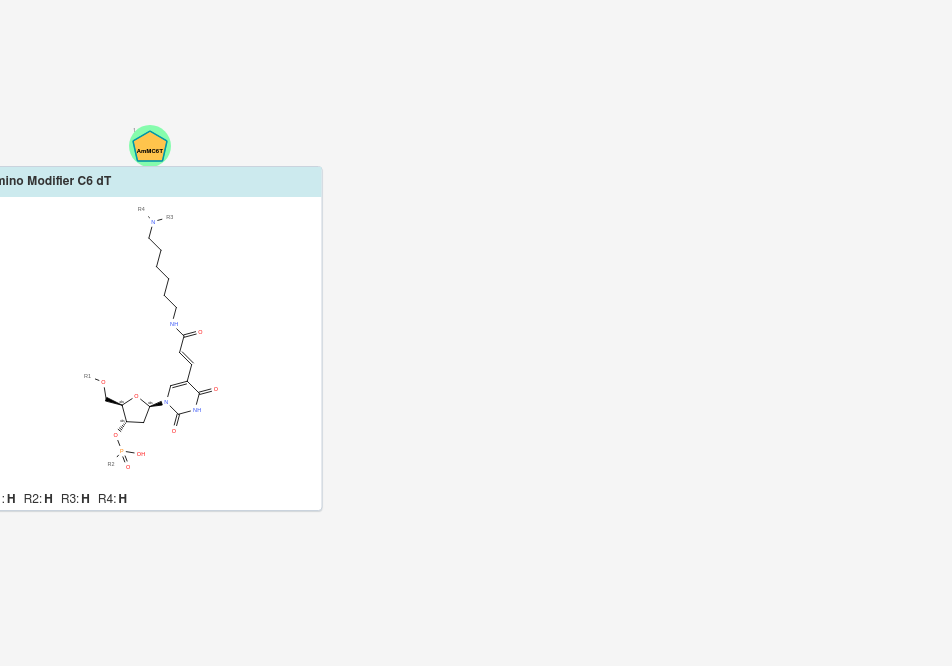 AmMC6T
mino Modifier C6 dT
R4
N
R3
NH
O
R1
O
O
N
O
NH
O
O
P
OH
R2
O
: H R2: H R3: H R4: H